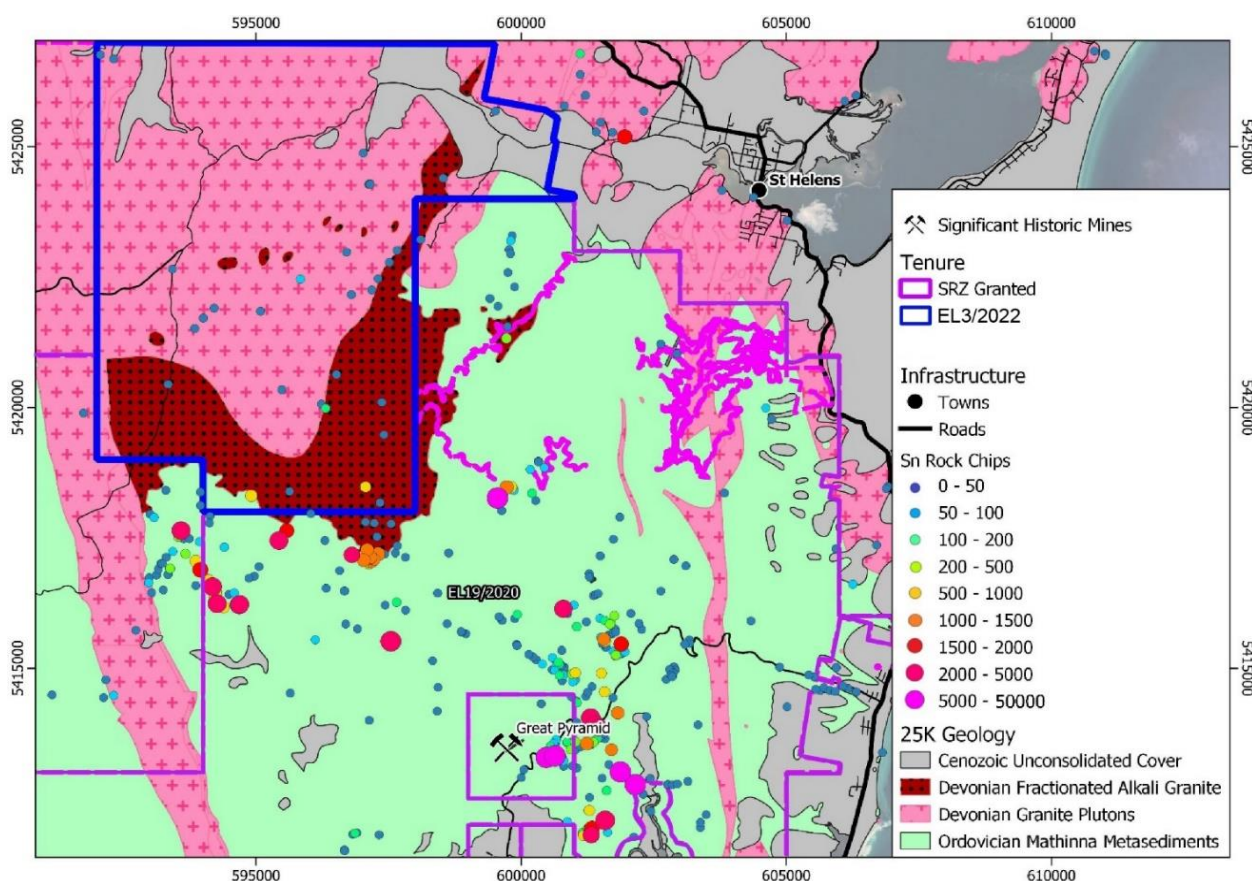 595000 600000 605000 610000
5425000 5425000
St Helens
Significant Historic Mines
Tenure
SRZ Granted
EL3/2022
Infrastructure
5420000 5420000
Towns
Roads
Sn Rock Chips
0 - 50
50 - 100
100 - 200
200 - 500
EL19/2020
500 - 1000
1000 - 1500
1500 - 2000
5415000 5415000
2000 - 5000
5000 - 50000
Great Pyramid
25K Geology
Cenozoic Unconsolidated Cover
Devonian Fractionated Alkali Granite
Devonian Granite Plutons
Ordovician Mathinna Metasediments
595000 600000 605000 610000